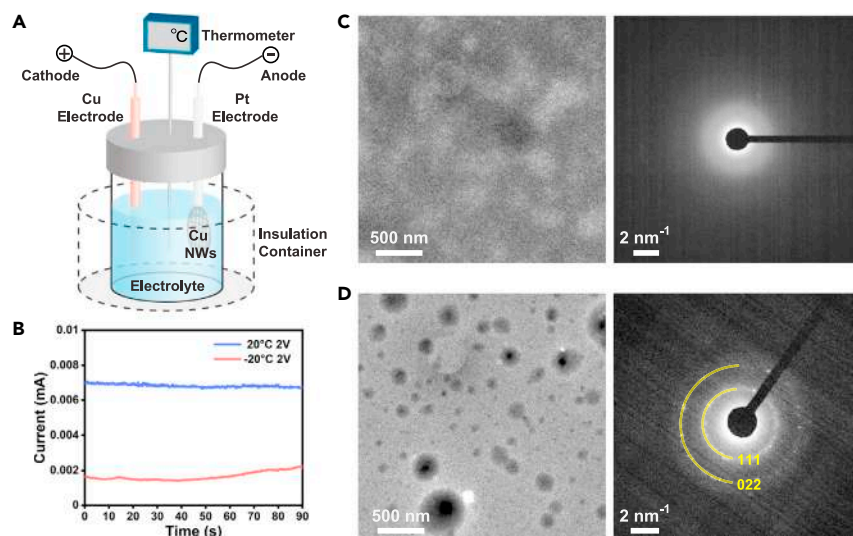 A
°C
Thermometer
+
−
Cathode
Anode
Cu
Electrode
Pt
Electrode
Cu
NWs
Insulation
Container
Electrolyte
B
0.01
0.008
0.006
0.004
0.002
0
Current (mA)
20°C 2V
-20°C 2V
0 10 20 30 40 50 60 70 80 90
Time (s)
C
500 nm
2 nm⁻¹
D
500 nm
111
022
2 nm⁻¹